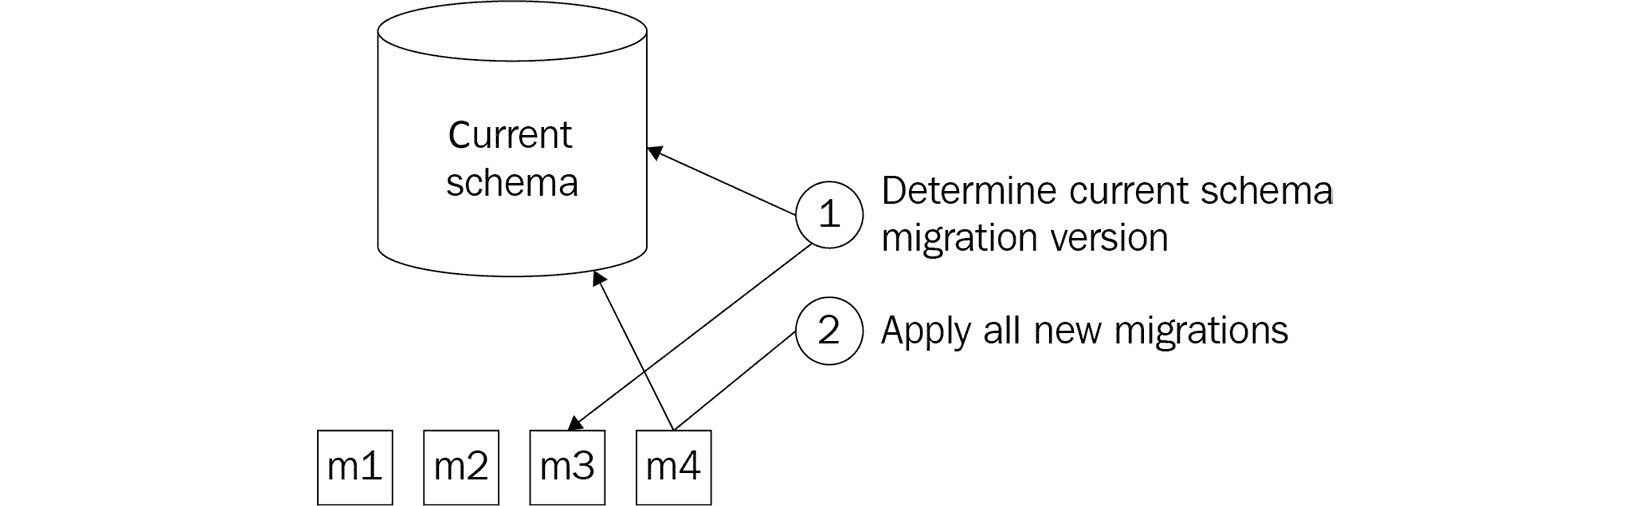 Current
schema
1
Determine current schema
migration version
2
Apply all new migrations
m1
m2
m3
m4